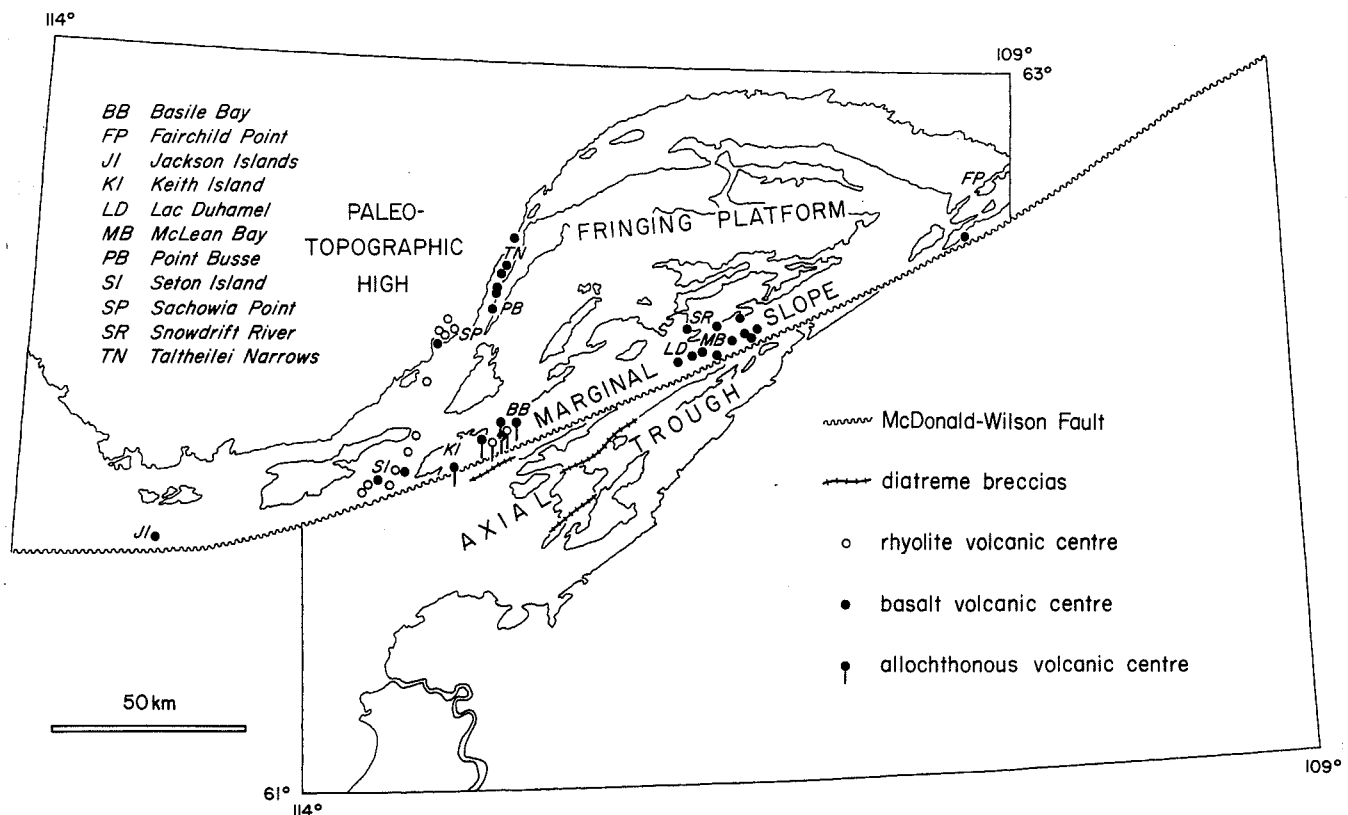 114°
109°
63°
BB Basile Bay
FP Fairchild Point
JI Jackson Islands
KI Keith Island
LD Lac Duhamel
MB McLean Bay
PB Point Busse
SI Seton Island
SP Sachowia Point
SR Snowdrift River
TN Taltheilei Narrows
PALEO-
TOPOGRAPHIC
HIGH
FRINGING PLATFORM
FP
TN
PB
SP
SR
MB
LD
SLOPE
MARGINAL
BB
KI
SI
JI
AXIAL TROUGH
McDonald-Wilson Fault
diatreme breccias
rhyolite volcanic centre
basalt volcanic centre
allochthonous volcanic centre
50 km
61°
114°
109°